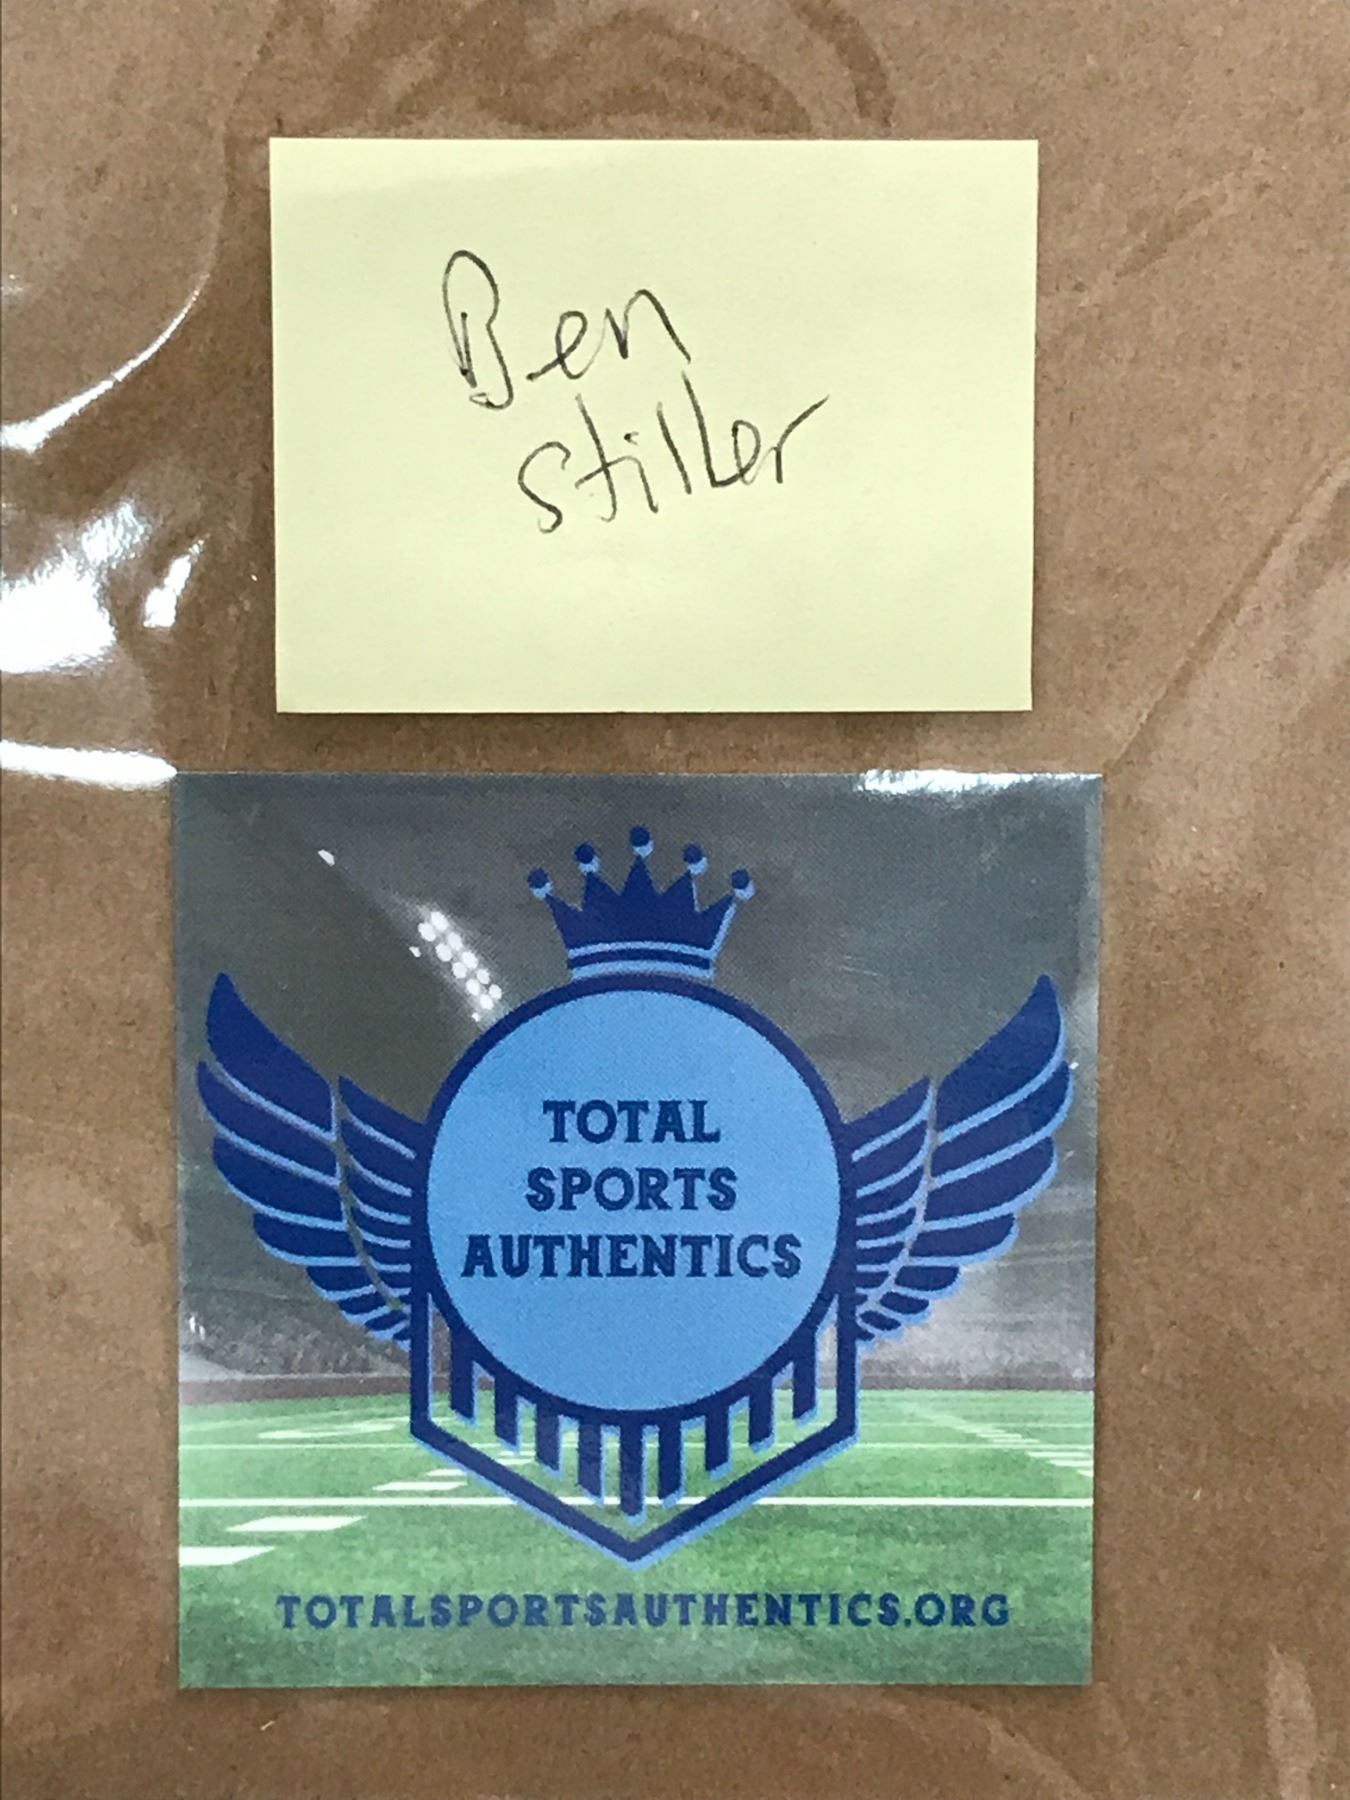 Ben
Stiller
TOTAL
SPORTS
AUTHENTICS
TOTALSPORTSAUTHENTICS.ORG